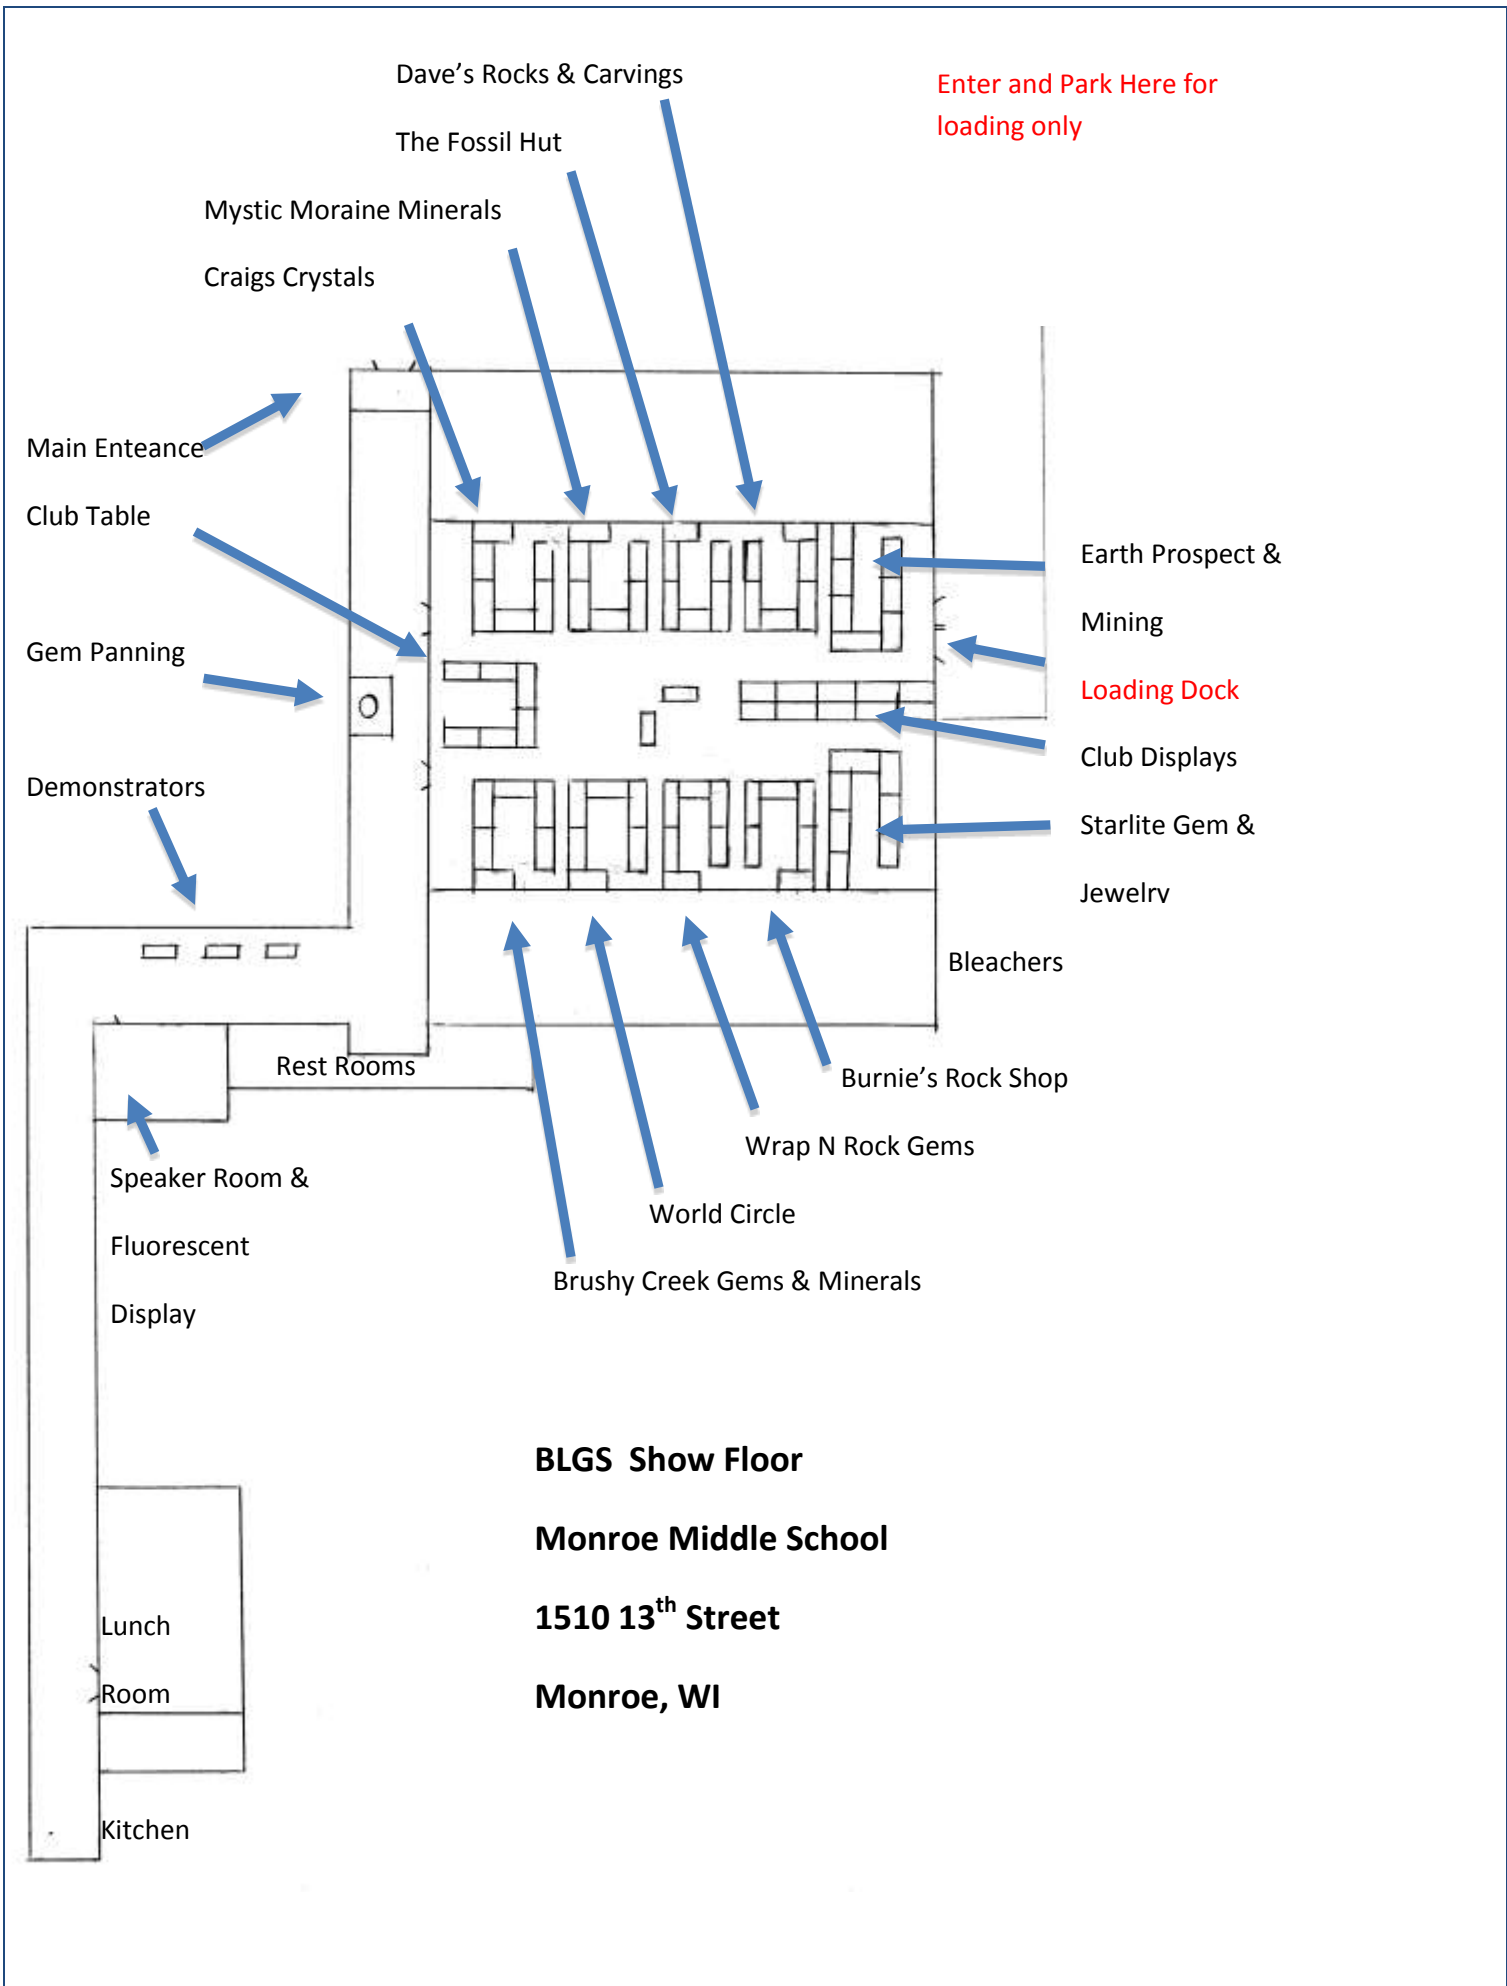 Dave’s Rocks & Carvings
Enter and Park Here for
loading only
The Fossil Hut
Mystic Moraine Minerals
Craigs Crystals
Main Enteance
Club Table
Gem Panning
Demonstrators
Earth Prospect &
Mining
Loading Dock
Club Displays
Starlite Gem &
Jewelry
Bleachers
Rest Rooms
Burnie’s Rock Shop
Wrap N Rock Gems
World Circle
Brushy Creek Gems & Minerals
Speaker Room &
Fluorescent
Display
BLGS  Show Floor
Monroe Middle School
1510 13th Street
Monroe, WI
Lunch
Room
Kitchen